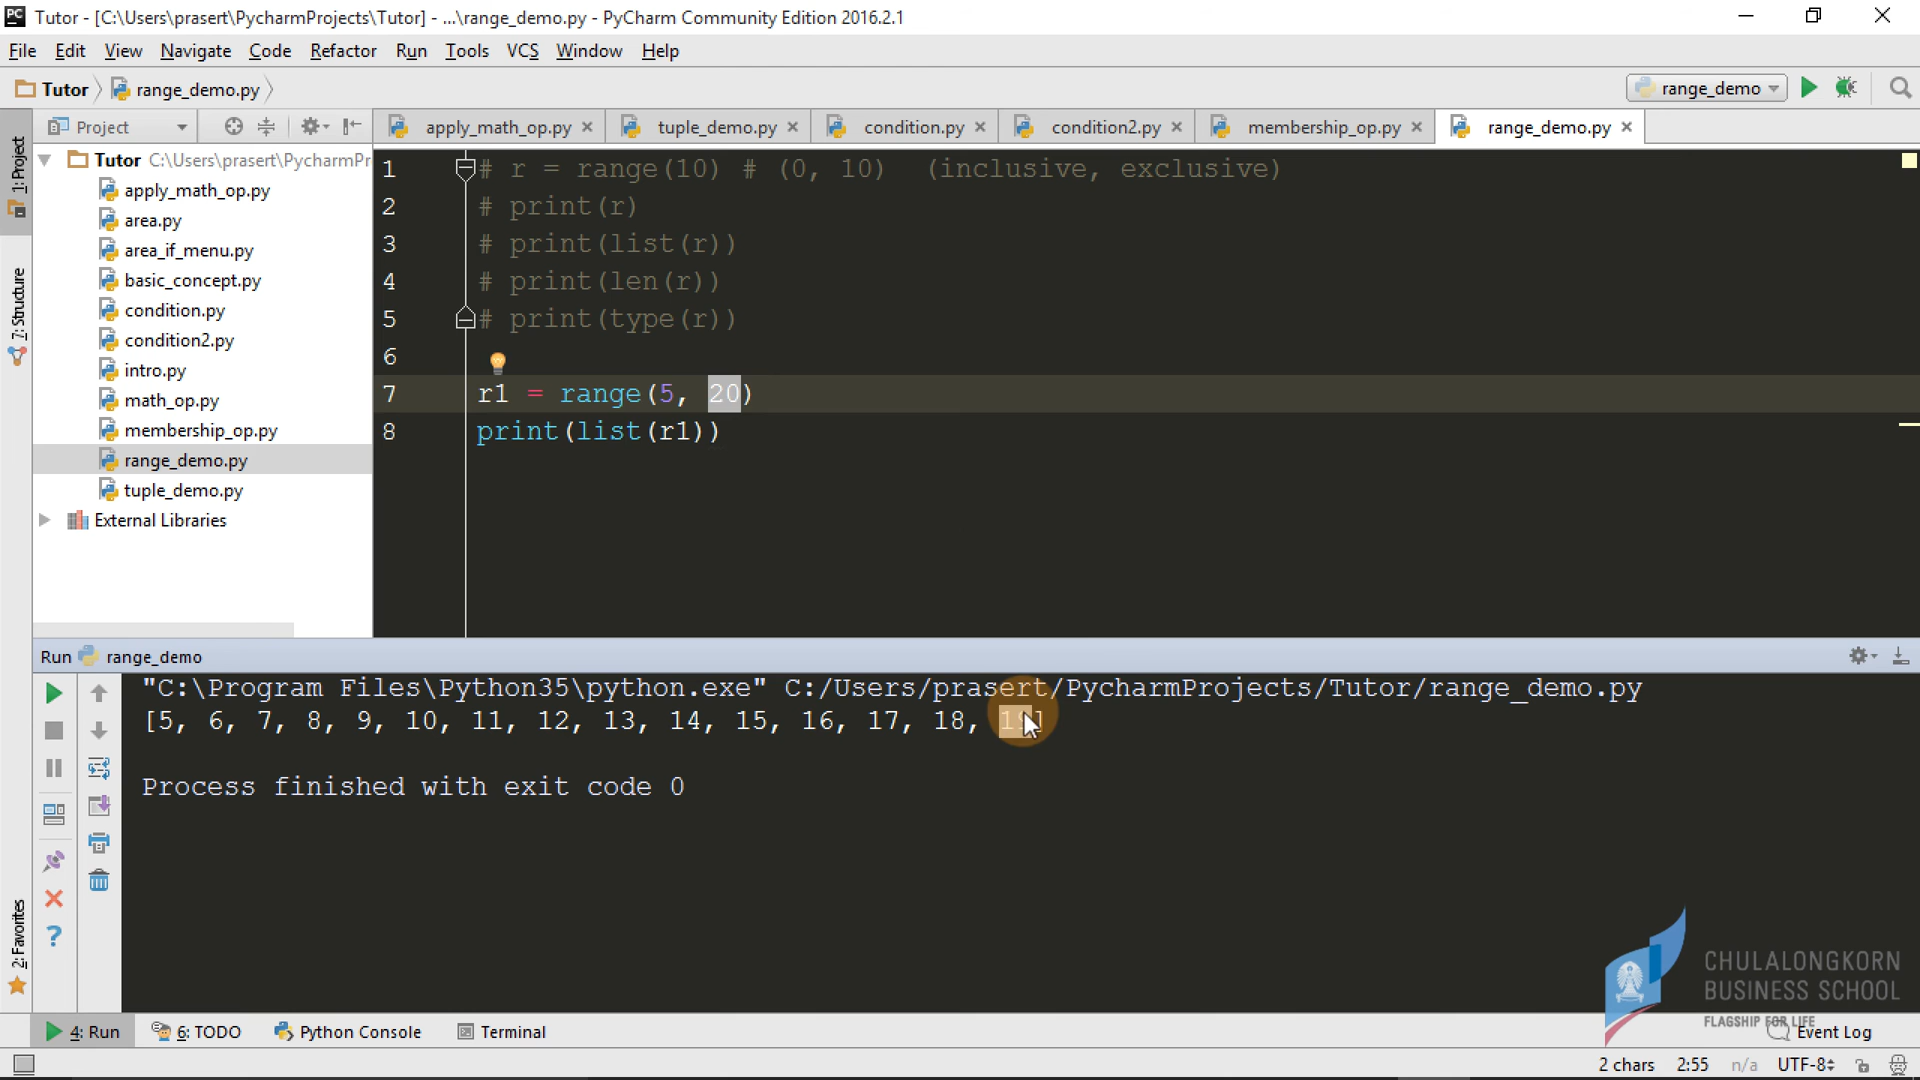 Tutor - [C:\Users\prasert\PycharmProjects\Tutor] - ...\range_demo.py - PyCharm Community Edition 2016.2.1
File Edit View Navigate Code Refactor Run Tools VCS Window Help
Tutor range_demo.py range_demo
Project apply_math_op.py tuple_demo.py condition.py condition2.py membership_op.py range_demo.py
1: Project
7: Structure
2: Favorites
Tutor C:\Users\prasert\PycharmPr
apply_math_op.py
area.py
area_if_menu.py
basic_concept.py
condition.py
condition2.py
intro.py
math_op.py
membership_op.py
range_demo.py
tuple_demo.py
External Libraries
1 # r = range(10) # (0, 10) (inclusive, exclusive)
2 # print(r)
3 # print(list(r))
4 # print(len(r))
5 # print(type(r))
6
7 r1 = range(5, 20)
8 print(list(r1))
Run range_demo
"C:\Program Files\Python35\python.exe" C:/Users/prasert/PycharmProjects/Tutor/range_demo.py
[5, 6, 7, 8, 9, 10, 11, 12, 13, 14, 15, 16, 17, 18, 19]
Process finished with exit code 0
CHULALONGKORN
BUSINESS SCHOOL
FLAGSHIP FOR LIFE
4: Run 6: TODO Python Console Terminal Event Log
2 chars 2:55 n/a UTF-8